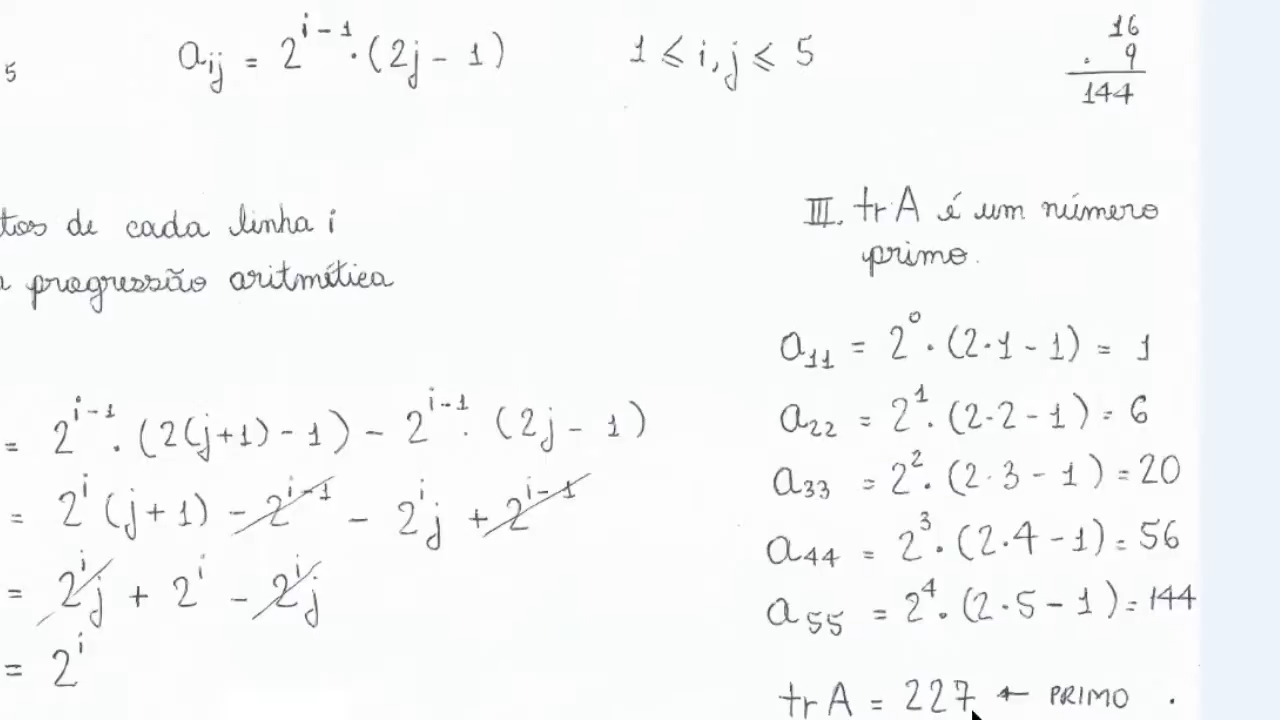 5
aij = 2^(i-1) · (2j - 1)
1 ⩽ i, j ⩽ 5
16
. 9
144
tos de cada linha i
a progressão aritmética
= 2^(i-1) · (2(j+1) - 1) - 2^(i-1) · (2j - 1)
= 2^i (j+1) - 2^(i-1) - 2^i j + 2^(i-1)
= 2^i j + 2^i - 2^i j
= 2^i
III. tr A é um número
primo.
a11 = 2^0 · (2·1 - 1) = 1
a22 = 2^1 · (2·2 - 1) = 6
a33 = 2^2 · (2·3 - 1) = 20
a44 = 2^3 · (2·4 - 1) = 56
a55 = 2^4 · (2·5 - 1) = 144
tr A = 227 ← PRIMO .